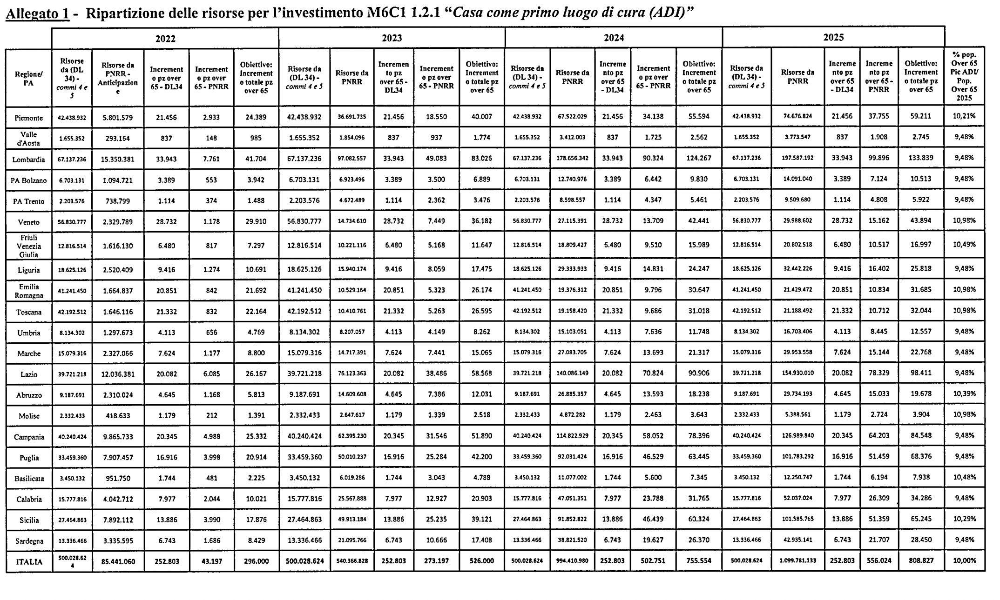 Allegato 1 - Ripartizione delle risorse per l'investimento M6C1 1.2.1 “Casa come primo luogo di cura (ADI)”
2022 2023 2024 2025
Regione/ PA | Risorse da (DL 34) - commi 4 e 5 | Risorse da PNRR - Anticipazion e | Increment o pz over 65 - DL34 | Increment o pz over 65 - PNRR | Obiettivo: Increment o totale pz over 65 | Risorse da (DL 34) - commi 4 e 5 | Risorse da PNRR | Incremen to pz over 65 - DL34 | Increment o pz over 65 - PNRR | Obiettivo: Increment o totale pz over 65 | Risorse da (DL 34) - commi 4 e 5 | Risorse da PNRR | Increme nto pz over 65 - DL34 | Increment o pz over 65 - PNRR | Obiettivo: Increment o totale pz over 65 | Risorse da (DL 34) - commi 4 e 5 | Risorse da PNRR | Increme nto pz over 65 - DL34 | Increme nto pz over 65 - PNRR | Obiettivo: Increment o totale pz over 65 | % pop. Over 65 Pic ADI/ Pop. Over 65 2025
Piemonte 42.438.932 5.801.579 21.456 2.933 24.389 42.438.932 36.691.735 21.456 18.550 40.007 42.438.932 67.522.029 21.456 34.138 55.594 42.438.932 74.676.824 21.456 37.755 59.211 10,21%
Valle d'Aosta 1.655.352 293.164 837 148 985 1.655.352 1.854.096 837 937 1.774 1.655.352 3.412.003 837 1.725 2.562 1.655.352 3.773.547 837 1.908 2.745 9,48%
Lombardia 67.137.236 15.350.381 33.943 7.761 41.704 67.137.236 97.082.557 33.943 49.083 83.026 67.137.236 178.656.342 33.943 90.324 124.267 67.137.236 197.587.192 33.943 99.896 133.839 9,48%
PA Bolzano 6.703.131 1.094.721 3.389 553 3.942 6.703.131 6.923.496 3.389 3.500 6.889 6.703.131 12.740.976 3.389 6.442 9.830 6.703.131 14.091.040 3.389 7.124 10.513 9,48%
PA Trento 2.203.576 738.799 1.114 374 1.488 2.203.576 4.672.489 1.114 2.362 3.476 2.203.576 8.598.557 1.114 4.347 5.461 2.203.576 9.509.680 1.114 4.808 5.922 9,48%
Veneto 56.830.777 2.329.789 28.732 1.178 29.910 56.830.777 14.734.610 28.732 7.449 36.182 56.830.777 27.115.391 28.732 13.709 42.441 56.830.777 29.988.602 28.732 15.162 43.894 10,98%
Friuli Venezia Giulia 12.816.514 1.616.130 6.480 817 7.297 12.816.514 10.221.116 6.480 5.168 11.647 12.816.514 18.809.427 6.480 9.510 15.989 12.816.514 20.802.518 6.480 10.517 16.997 10,49%
Liguria 18.625.126 2.520.409 9.416 1.274 10.691 18.625.126 15.940.174 9.416 8.059 17.475 18.625.126 29.333.933 9.416 14.831 24.247 18.625.126 32.442.226 9.416 16.402 25.818 9,48%
Emilia Romagna 41.241.450 1.664.837 20.851 842 21.692 41.241.450 10.529.164 20.851 5.323 26.174 41.241.450 19.376.312 20.851 9.796 30.647 41.241.450 21.429.472 20.851 10.834 31.685 10,98%
Toscana 42.192.512 1.646.116 21.332 832 22.164 42.192.512 10.410.761 21.332 5.263 26.595 42.192.512 19.158.420 21.332 9.686 31.018 42.192.512 21.188.492 21.332 10.712 32.044 10,98%
Umbria 8.134.302 1.297.673 4.113 656 4.769 8.134.302 8.207.057 4.113 4.149 8.262 8.134.302 15.103.051 4.113 7.636 11.748 8.134.302 16.703.406 4.113 8.445 12.557 9,48%
Marche 15.079.316 2.327.066 7.624 1.177 8.800 15.079.316 14.717.391 7.624 7.441 15.065 15.079.316 27.083.705 7.624 13.693 21.317 15.079.316 29.953.558 7.624 15.144 22.768 9,48%
Lazio 39.721.218 12.036.381 20.082 6.085 26.167 39.721.218 76.123.363 20.082 38.486 58.568 39.721.218 140.086.149 20.082 70.824 90.906 39.721.218 154.930.010 20.082 78.329 98.411 9,48%
Abruzzo 9.187.691 2.310.024 4.645 1.168 5.813 9.187.691 14.609.608 4.645 7.386 12.031 9.187.691 26.885.357 4.645 13.593 18.238 9.187.691 29.734.193 4.645 15.033 19.678 10,39%
Molise 2.332.433 418.633 1.179 212 1.391 2.332.433 2.647.617 1.179 1.339 2.518 2.332.433 4.872.282 1.179 2.463 3.643 2.332.433 5.388.561 1.179 2.724 3.904 10,98%
Campania 40.240.424 9.865.733 20.345 4.988 25.332 40.240.424 62.395.230 20.345 31.546 51.890 40.240.424 114.822.929 20.345 58.052 78.396 40.240.424 126.989.840 20.345 64.203 84.548 9,48%
Puglia 33.459.360 7.907.457 16.916 3.998 20.914 33.459.360 50.010.237 16.916 25.284 42.200 33.459.360 92.031.424 16.916 46.529 63.445 33.459.360 101.783.292 16.916 51.459 68.376 9,48%
Basilicata 3.450.132 951.750 1.744 481 2.225 3.450.132 6.019.286 1.744 3.043 4.788 3.450.132 11.077.002 1.744 5.600 7.345 3.450.132 12.250.747 1.744 6.194 7.938 10,48%
Calabria 15.777.816 4.042.712 7.977 2.044 10.021 15.777.816 25.567.888 7.977 12.927 20.903 15.777.816 47.051.351 7.977 23.788 31.765 15.777.816 52.037.024 7.977 26.309 34.286 9,48%
Sicilia 27.464.863 7.892.112 13.886 3.990 17.876 27.464.863 49.913.184 13.886 25.235 39.121 27.464.863 91.852.822 13.886 46.439 60.324 27.464.863 101.585.765 13.886 51.359 65.245 10,29%
Sardegna 13.336.466 3.335.595 6.743 1.686 8.429 13.336.466 21.095.766 6.743 10.666 17.408 13.336.466 38.821.520 6.743 19.627 26.370 13.336.466 42.935.141 6.743 21.707 28.450 9,48%
ITALIA 500.028.62 4 85.441.060 252.803 43.197 296.000 500.028.624 540.366.828 252.803 273.197 526.000 500.028.624 994.410.980 252.803 502.751 755.554 500.028.624 1.099.781.133 252.803 556.024 808.827 10,00%